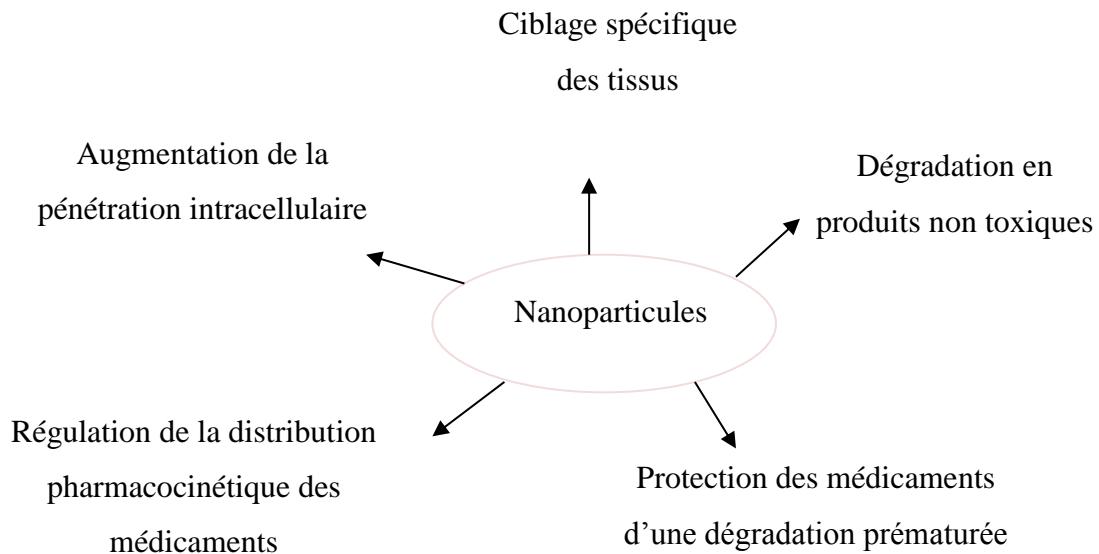 Ciblage spécifique
des tissus
Augmentation de la
pénétration intracellulaire
Dégradation en
produits non toxiques
Nanoparticules
Régulation de la distribution
pharmacocinétique des
médicaments
Protection des médicaments
d’une dégradation prématurée